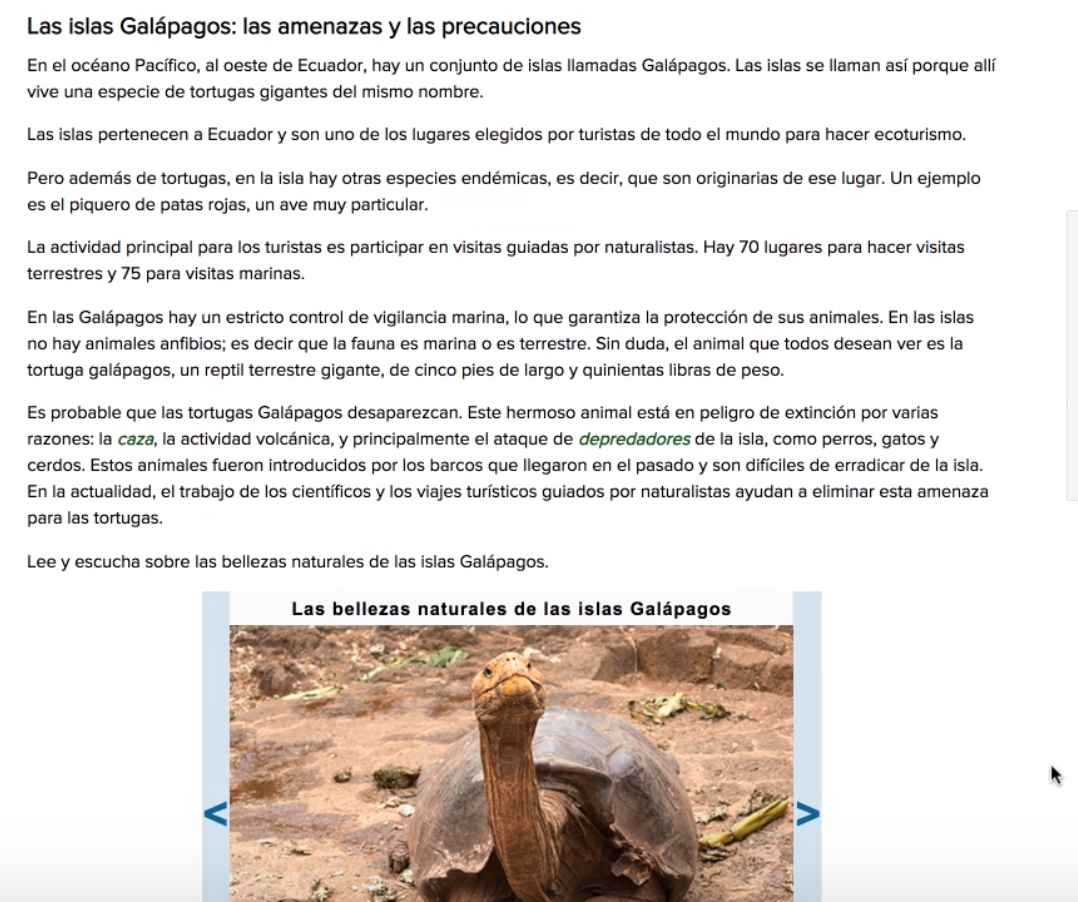 Las islas Galápagos: las amenazas y las precauciones
En el océano Pacífico, al oeste de Ecuador, hay un conjunto de islas llamadas Galápagos. Las islas se llaman así porque allí
vive una especie de tortugas gigantes del mismo nombre.
Las islas pertenecen a Ecuador y son uno de los lugares elegidos por turistas de todo el mundo para hacer ecoturismo.
Pero además de tortugas, en la isla hay otras especies endémicas, es decir, que son originarias de ese lugar. Un ejemplo
es el piquero de patas rojas, un ave muy particular.
La actividad principal para los turistas es participar en visitas guiadas por naturalistas. Hay 70 lugares para hacer visitas
terrestres y 75 para visitas marinas.
En las Galápagos hay un estricto control de vigilancia marina, lo que garantiza la protección de sus animales. En las islas
no hay animales anfibios; es decir que la fauna es marina o es terrestre. Sin duda, el animal que todos desean ver es la
tortuga galápagos, un reptil terrestre gigante, de cinco pies de largo y quinientas libras de peso.
Es probable que las tortugas Galápagos desaparezcan. Este hermoso animal está en peligro de extinción por varias
razones: la caza, la actividad volcánica, y principalmente el ataque de depredadores de la isla, como perros, gatos y
cerdos. Estos animales fueron introducidos por los barcos que llegaron en el pasado y son difíciles de erradicar de la isla.
En la actualidad, el trabajo de los científicos y los viajes turísticos guiados por naturalistas ayudan a eliminar esta amenaza
para las tortugas.
Lee y escucha sobre las bellezas naturales de las islas Galápagos.
Las bellezas naturales de las islas Galápagos